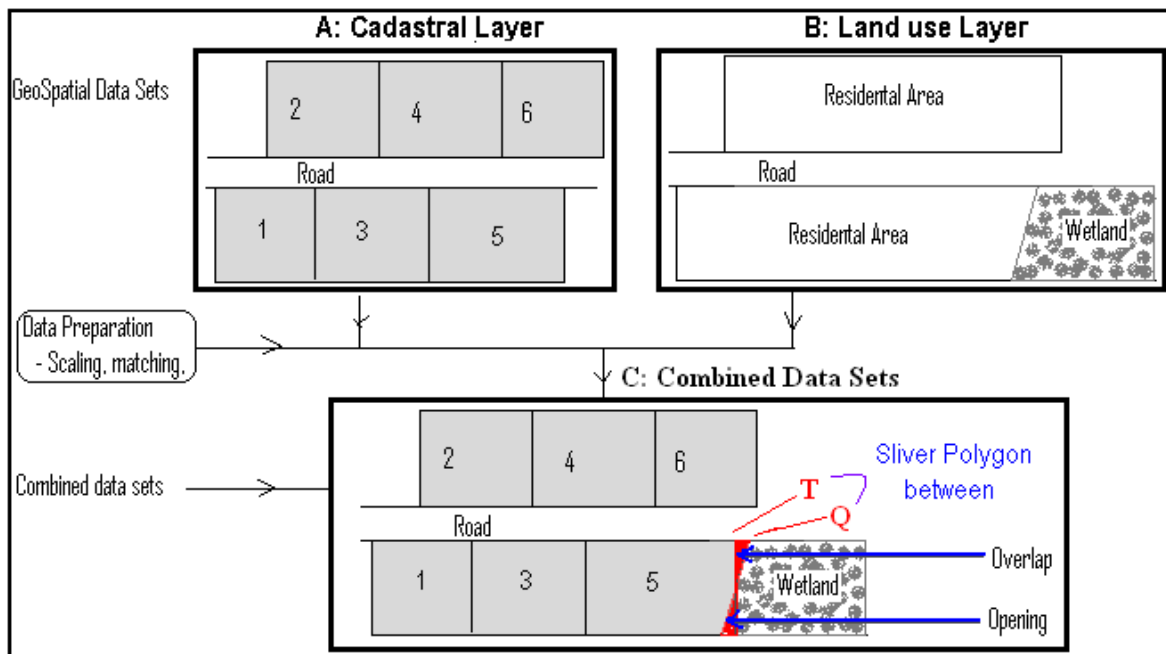 A: Cadastral Layer
B: Land use Layer
GeoSpatial Data Sets
2
4
6
Road
1
3
5
Residental Area
Road
Residental Area
Wetland
Data Preparation
- Scaling, matching,
C: Combined Data Sets
Combined data sets
2
4
6
Road
1
3
5
Wetland
T
Q
Sliver Polygon
between
Overlap
Opening